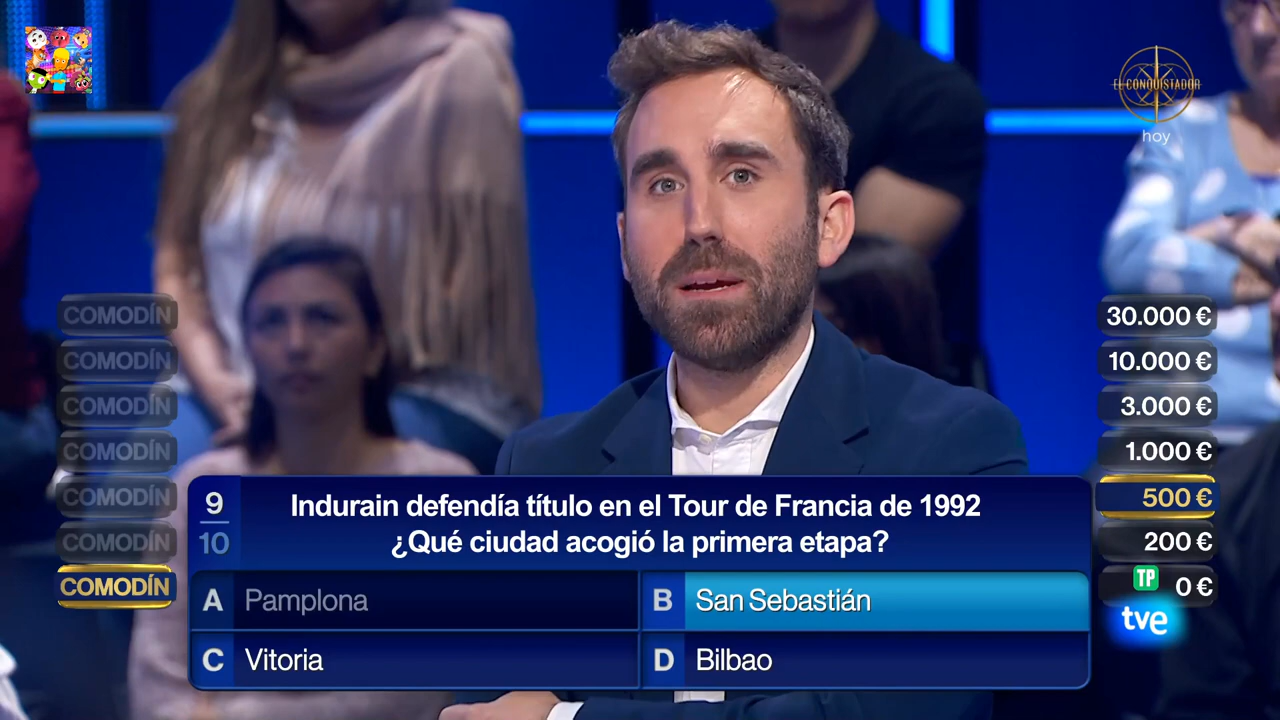 EL CONQUISTADOR
hoy
COMODÍN
COMODÍN
COMODÍN
COMODÍN
COMODÍN
COMODÍN
COMODÍN
30.000 €
10.000 €
3.000 €
1.000 €
500 €
200 €
0 €
TP
tve
9
10
Indurain defendía título en el Tour de Francia de 1992
¿Qué ciudad acogió la primera etapa?
A Pamplona
B San Sebastián
C Vitoria
D Bilbao